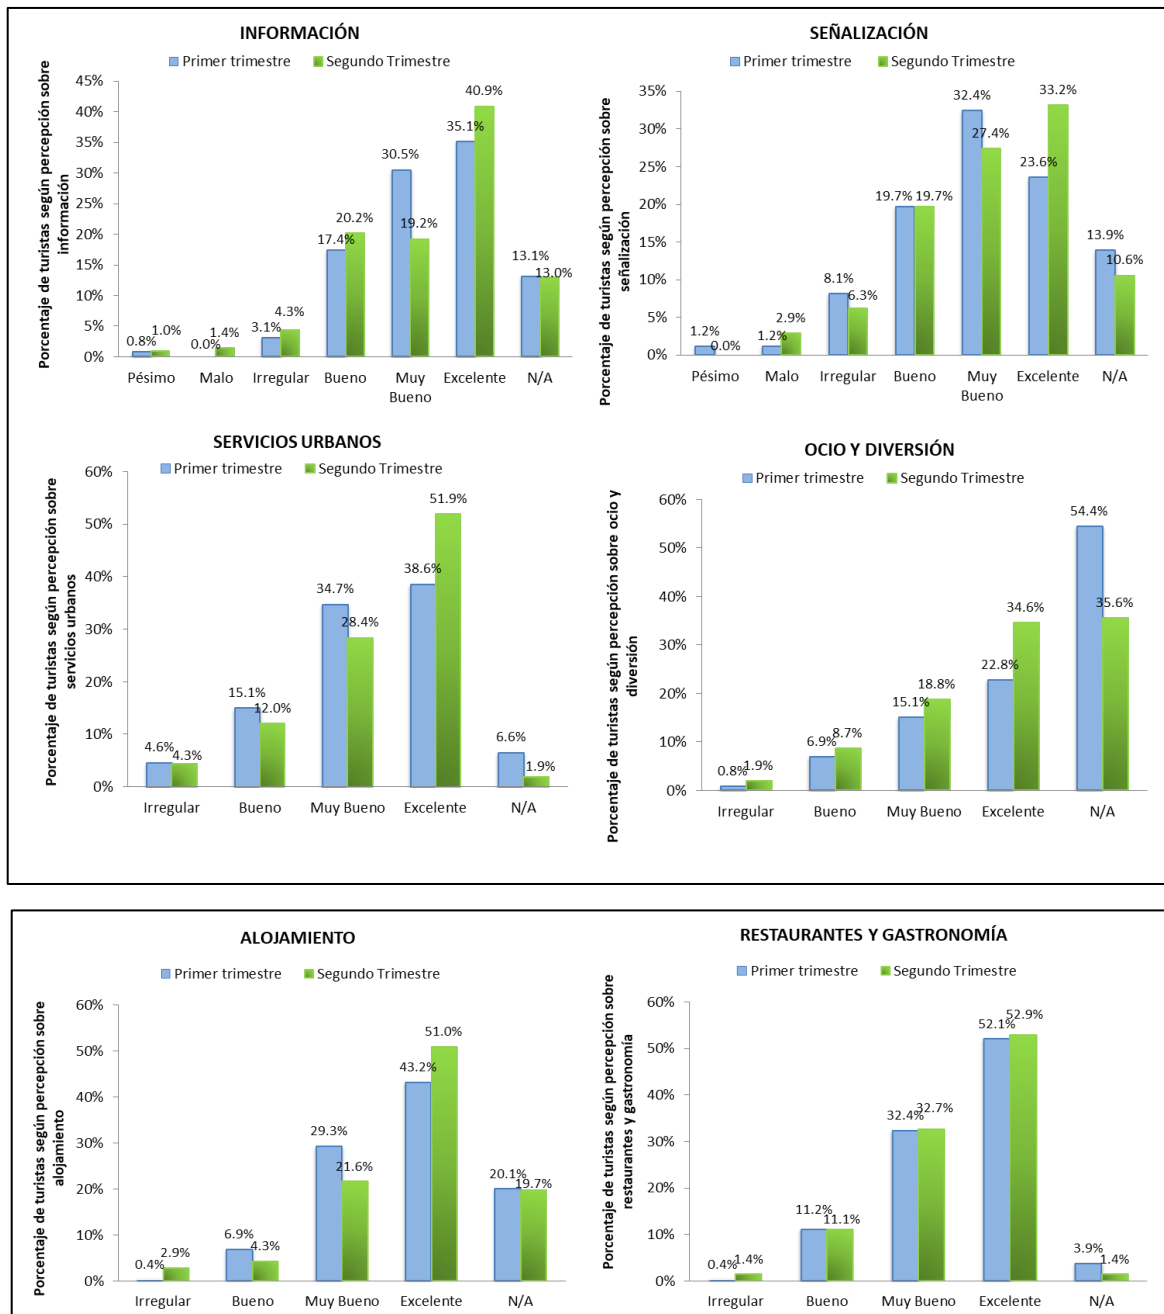 INFORMACIÓN
Primer trimestre
Segundo Trimestre
Porcentaje de turistas según percepción sobre
información
45%
40%
35%
30%
25%
20%
15%
10%
5%
0%
0.8%
1.0%
0.0%
1.4%
3.1%
4.3%
17.4%
20.2%
30.5%
19.2%
35.1%
40.9%
13.1%
13.0%
Pésimo
Malo
Irregular
Bueno
Muy
Bueno
Excelente
N/A
SEÑALIZACIÓN
Primer trimestre
Segundo Trimestre
Porcentaje de turistas según percepción sobre
señalización
35%
30%
25%
20%
15%
10%
5%
0%
1.2%
0.0%
1.2%
2.9%
8.1%
6.3%
19.7%
19.7%
32.4%
27.4%
23.6%
33.2%
13.9%
10.6%
Pésimo
Malo
Irregular
Bueno
Muy
Bueno
Excelente
N/A
SERVICIOS URBANOS
Primer trimestre
Segundo Trimestre
Porcentaje de turistas según percepción sobre
servicios urbanos
60%
50%
40%
30%
20%
10%
0%
4.6%
4.3%
15.1%
12.0%
34.7%
28.4%
38.6%
51.9%
6.6%
1.9%
Irregular
Bueno
Muy Bueno
Excelente
N/A
OCIO Y DIVERSIÓN
Primer trimestre
Segundo Trimestre
Porcentaje de turistas según percepción sobre ocio y
diversión
60%
50%
40%
30%
20%
10%
0%
0.8%
1.9%
6.9%
8.7%
15.1%
18.8%
22.8%
34.6%
54.4%
35.6%
Irregular
Bueno
Muy Bueno
Excelente
N/A
ALOJAMIENTO
Primer trimestre
Segundo Trimestre
Porcentaje de turistas según percepción sobre
alojamiento
60%
50%
40%
30%
20%
10%
0%
0.4%
2.9%
6.9%
4.3%
29.3%
21.6%
43.2%
51.0%
20.1%
19.7%
Irregular
Bueno
Muy Bueno
Excelente
N/A
RESTAURANTES Y GASTRONOMÍA
Primer trimestre
Segundo Trimestre
Porcentaje de turistas según percepción sobre
restaurantes y gastronomía
60%
50%
40%
30%
20%
10%
0%
0.4%
1.4%
11.2%
11.1%
32.4%
32.7%
52.1%
52.9%
3.9%
1.4%
Irregular
Bueno
Muy Bueno
Excelente
N/A